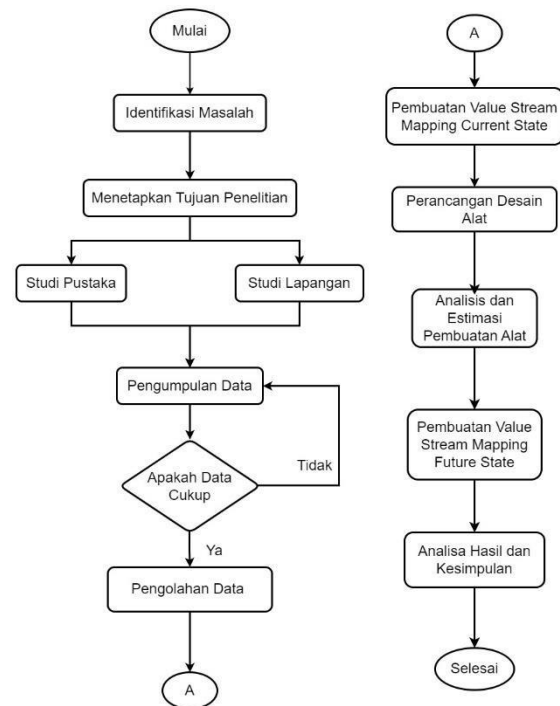 Mulai
Identifikasi Masalah
Menetapkan Tujuan Penelitian
Studi Pustaka
Studi Lapangan
Pengumpulan Data
Apakah Data
Cukup
Tidak
Ya
Pengolahan Data
A
A
Pembuatan Value Stream
Mapping Current State
Perancangan Desain
Alat
Analisis dan
Estimasi
Pembuatan Alat
Pembuatan Value
Stream Mapping
Future State
Analisa Hasil dan
Kesimpulan
Selesai